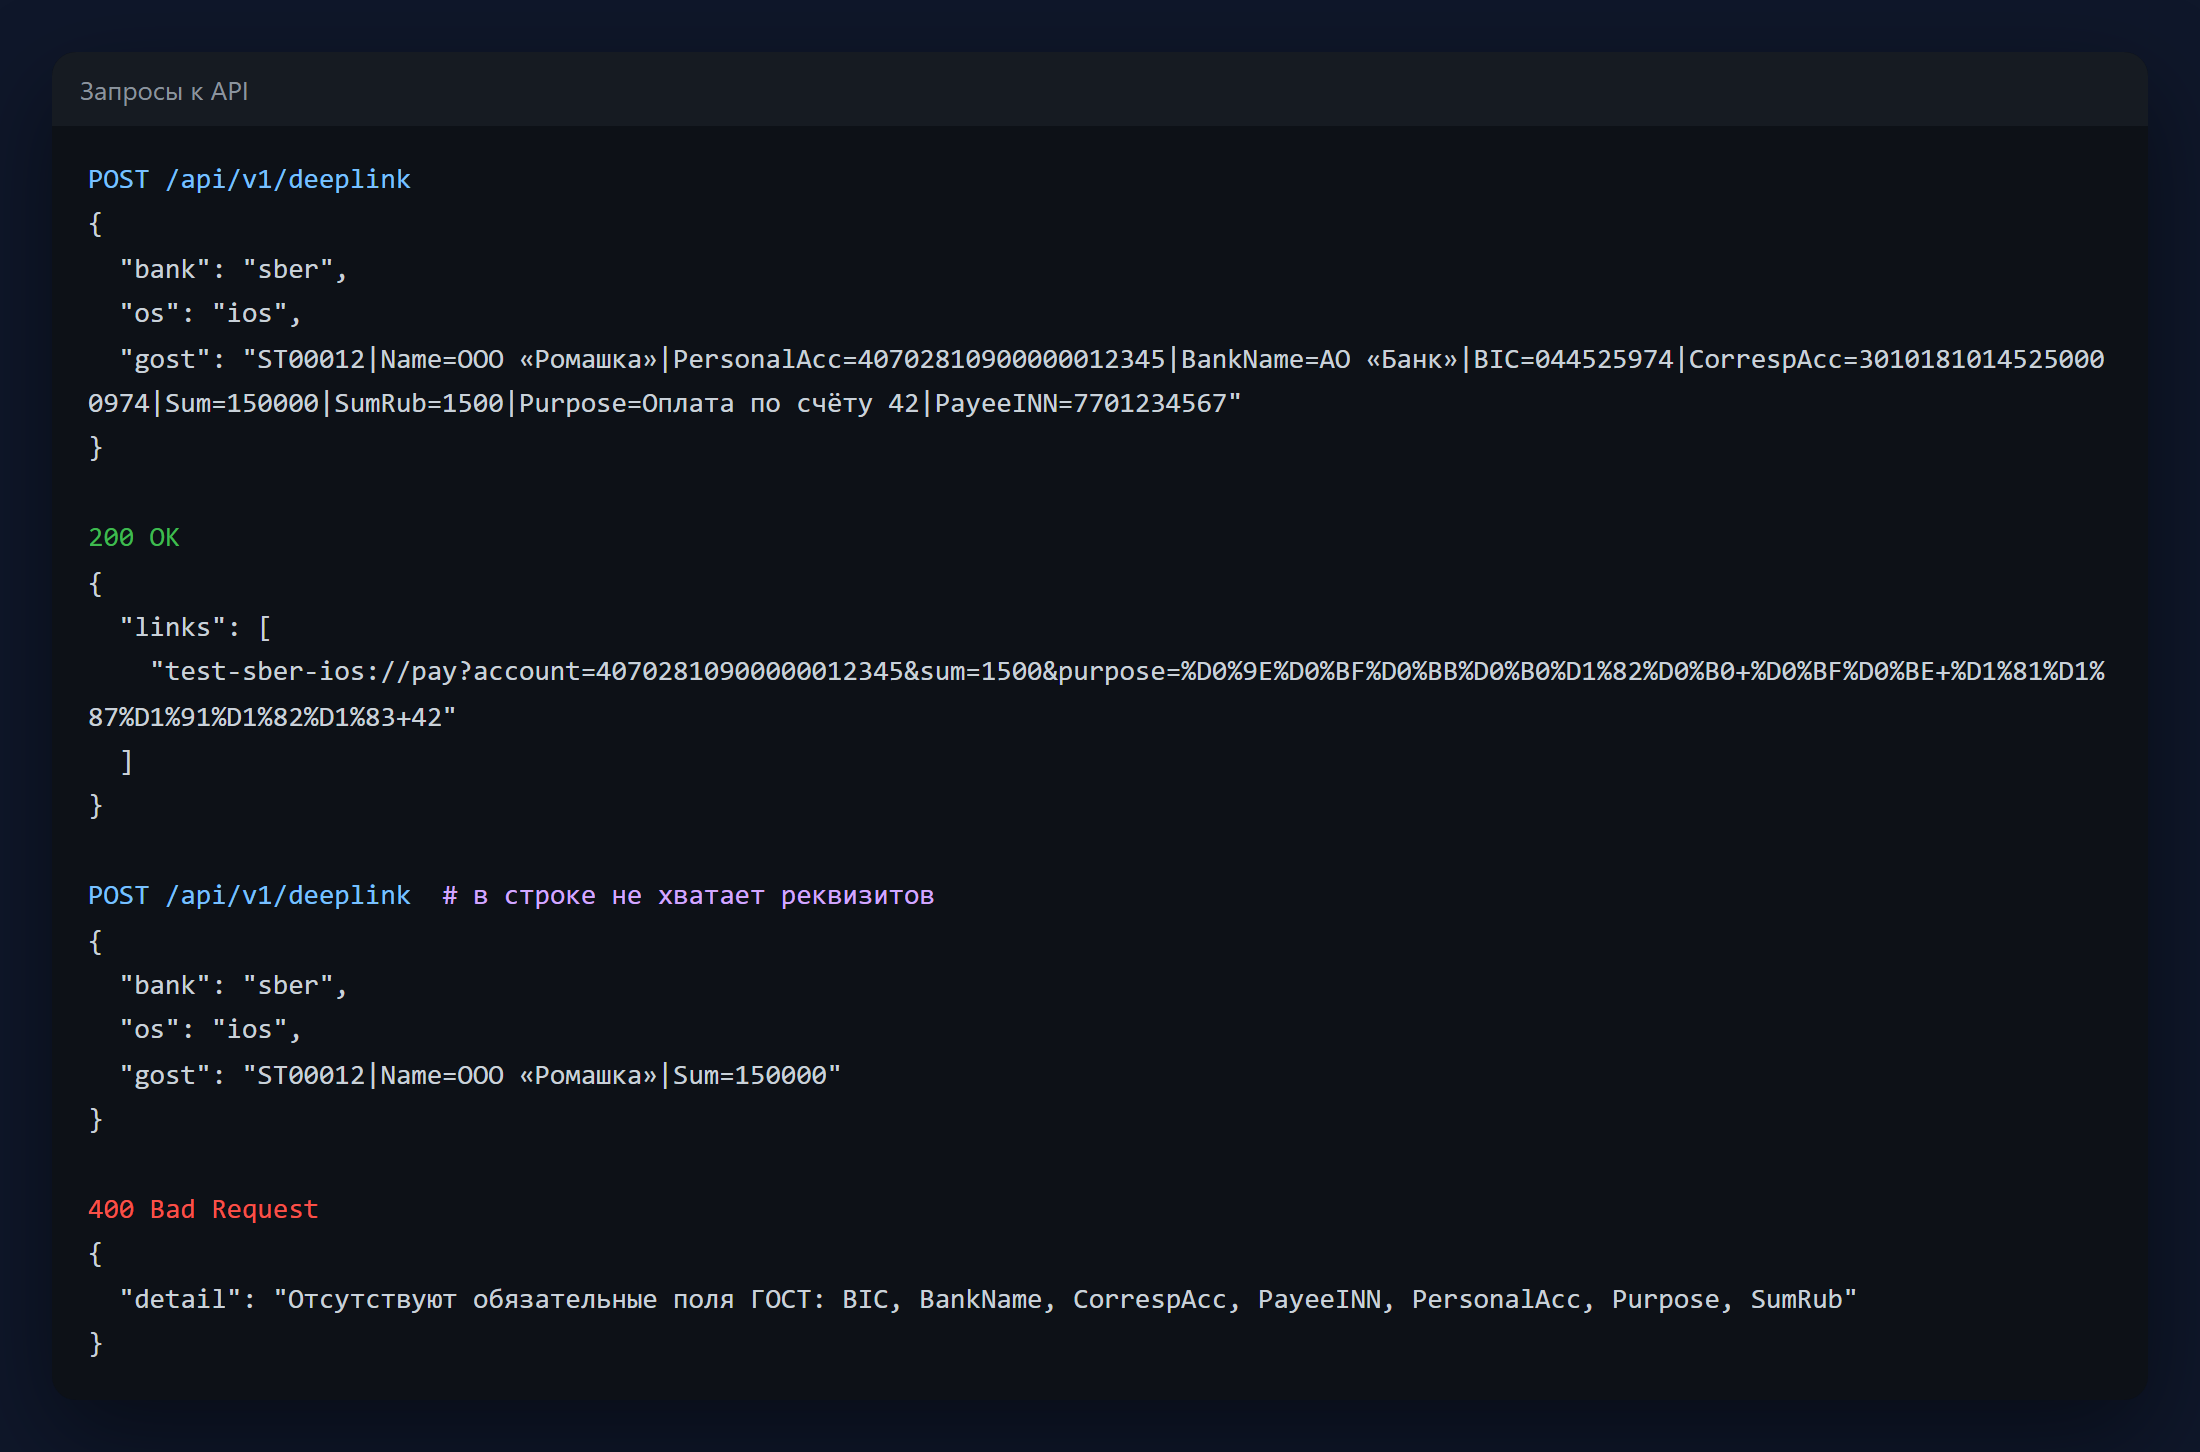 Запросы к API
POST /api/v1/deeplink
{
  "bank": "sber",
  "os": "ios",
  "gost": "ST00012|Name=ООО «Ромашка»|PersonalAcc=40702810900000012345|BankName=АО «Банк»|BIC=044525974|CorrespAcc=3010181014525000
0974|Sum=150000|SumRub=1500|Purpose=Оплата по счёту 42|PayeeINN=7701234567"
}
200 OK
{
  "links": [
    "test-sber-ios://pay?account=40702810900000012345&sum=1500&purpose=%D0%9E%D0%BF%D0%BB%D0%B0%D1%82%D0%B0+%D0%BF%D0%BE+%D1%81%D1%
87%D1%91%D1%82%D1%83+42"
  ]
}
POST /api/v1/deeplink  # в строке не хватает реквизитов
{
  "bank": "sber",
  "os": "ios",
  "gost": "ST00012|Name=ООО «Ромашка»|Sum=150000"
}
400 Bad Request
{
  "detail": "Отсутствуют обязательные поля ГОСТ: BIC, BankName, CorrespAcc, PayeeINN, PersonalAcc, Purpose, SumRub"
}